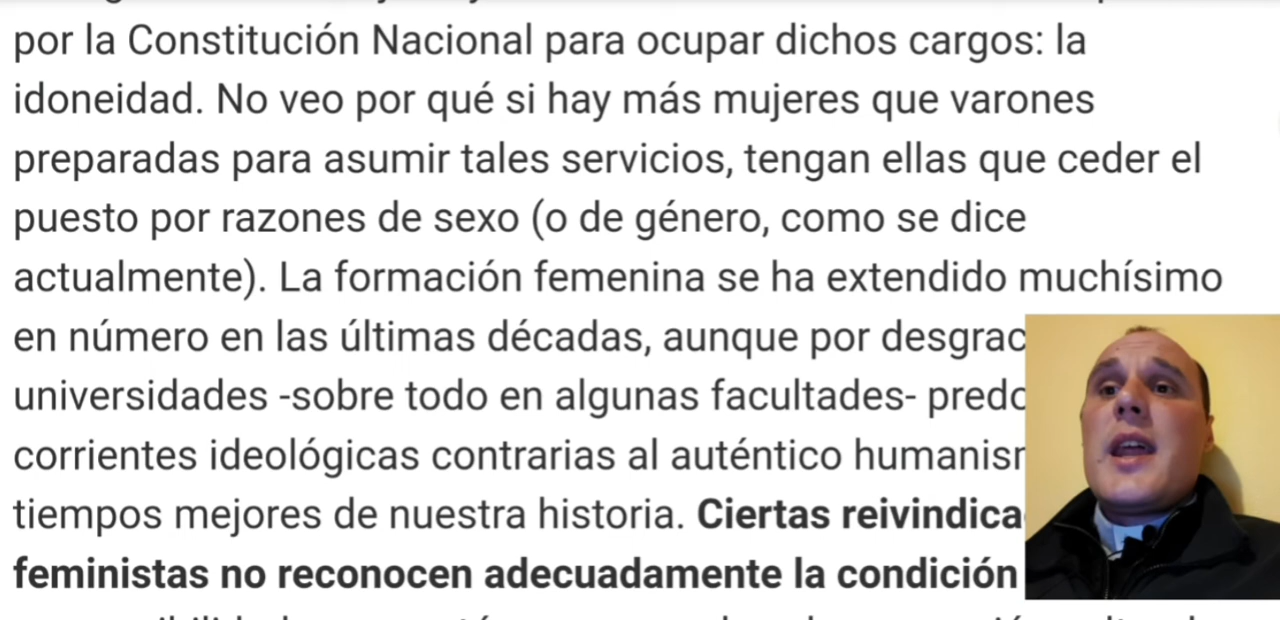 por la Constitución Nacional para ocupar dichos cargos: la
idoneidad. No veo por qué si hay más mujeres que varones
preparadas para asumir tales servicios, tengan ellas que ceder el
puesto por razones de sexo (o de género, como se dice
actualmente). La formación femenina se ha extendido muchísimo
en número en las últimas décadas, aunque por
universidades -sobre todo en algunas facultades-
corrientes ideológicas contrarias al auténtico
tiempos mejores de nuestra historia. Ciertas
feministas no reconocen adecuadamente la condición